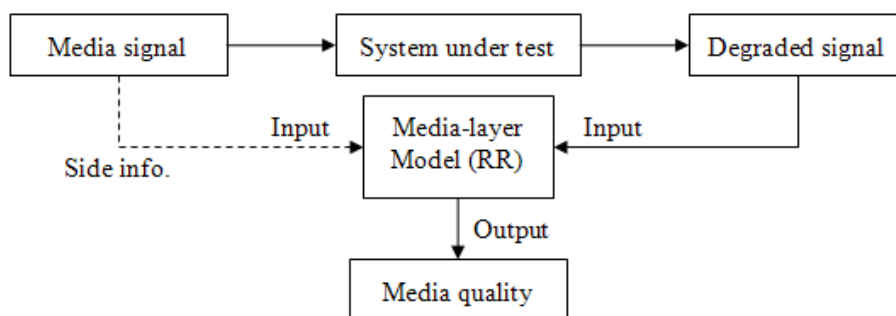 Media signal
System under test
Degraded signal
Input
Media-layer
Model (RR)
Input
Side info.
Output
Media quality